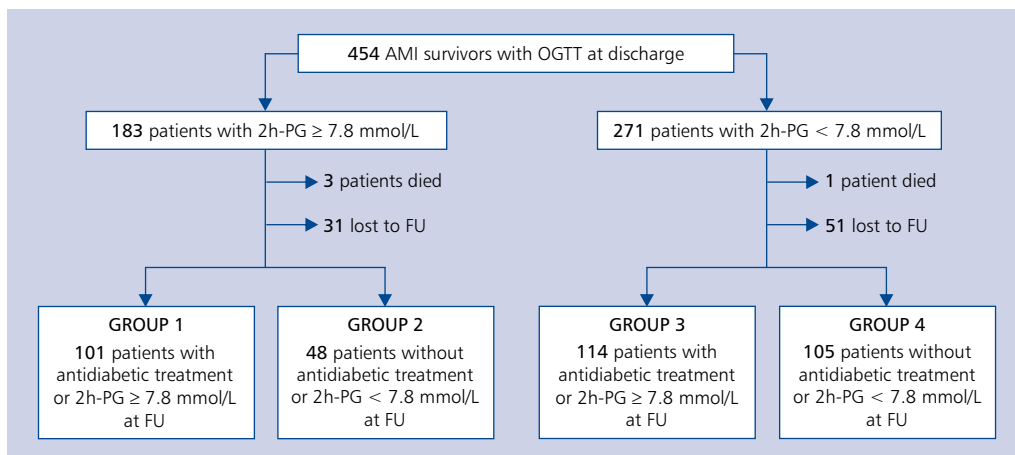 454 AMI survivors with OGTT at discharge
183 patients with 2h-PG ≥ 7.8 mmol/L
271 patients with 2h-PG < 7.8 mmol/L
3 patients died
1 patient died
31 lost to FU
51 lost to FU
GROUP 1
101 patients with
antidiabetic treatment
or 2h-PG ≥ 7.8 mmol/L
at FU
GROUP 2
48 patients without
antidiabetic treatment
or 2h-PG < 7.8 mmol/L
at FU
GROUP 3
114 patients with
antidiabetic treatment
or 2h-PG ≥ 7.8 mmol/L
at FU
GROUP 4
105 patients without
antidiabetic treatment
or 2h-PG < 7.8 mmol/L
at FU